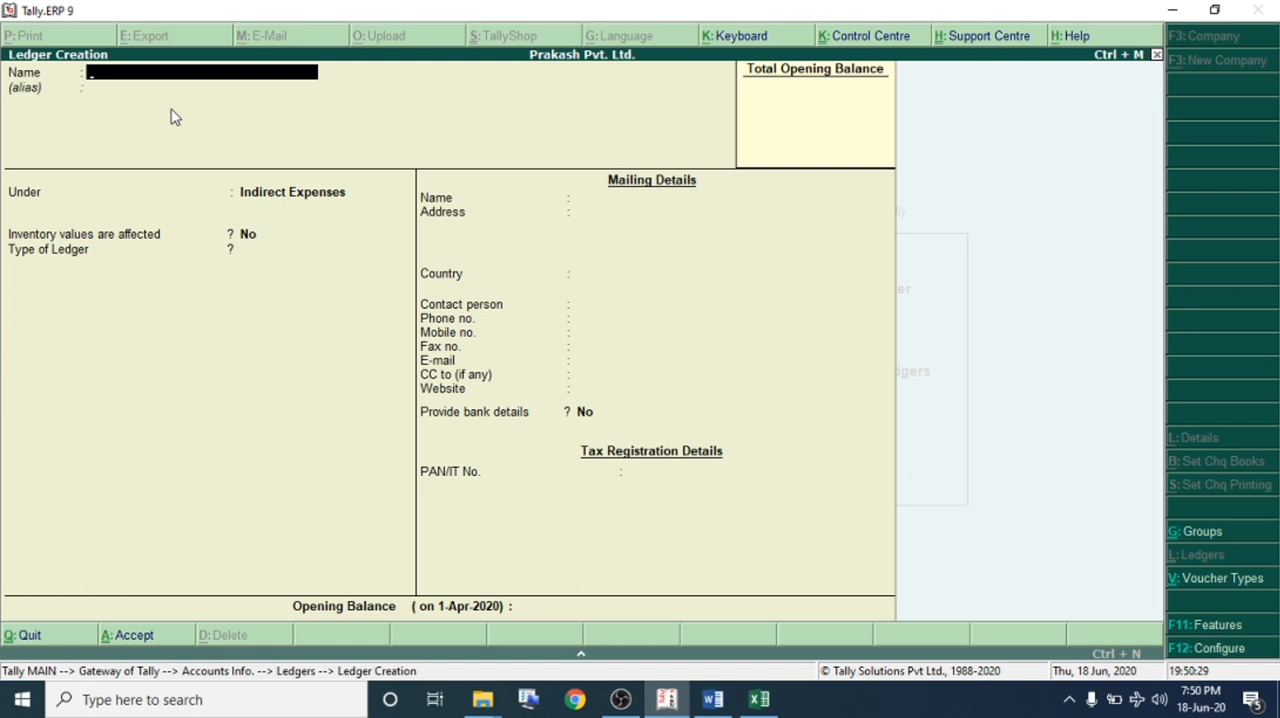 Tally.ERP 9
P: Print E: Export M: E-Mail O: Upload S: TallyShop G: Language K: Keyboard K: Control Centre H: Support Centre H: Help
F3: Company
Ledger Creation Prakash Pvt. Ltd. Ctrl + M
F3: New Company
Name :
(alias) :
Total Opening Balance
Under : Indirect Expenses
Inventory values are affected ? No
Type of Ledger ?
Mailing Details
Name :
Address :
Country :
Contact person :
Phone no. :
Mobile no. :
Fax no. :
E-mail :
CC to (if any) :
Website :
Provide bank details ? No
Tax Registration Details
PAN/IT No. :
Opening Balance ( on 1-Apr-2020) :
L: Details
B: Set Chq Books
S: Set Chq Printing
G: Groups
L: Ledgers
V: Voucher Types
F11: Features
F12: Configure
Q: Quit A: Accept D: Delete
Ctrl + N
Tally MAIN --> Gateway of Tally --> Accounts Info. --> Ledgers --> Ledger Creation © Tally Solutions Pvt Ltd., 1988-2020 Thu, 18 Jun, 2020 19:50:29
Type here to search
7:50 PM
18-Jun-20
5